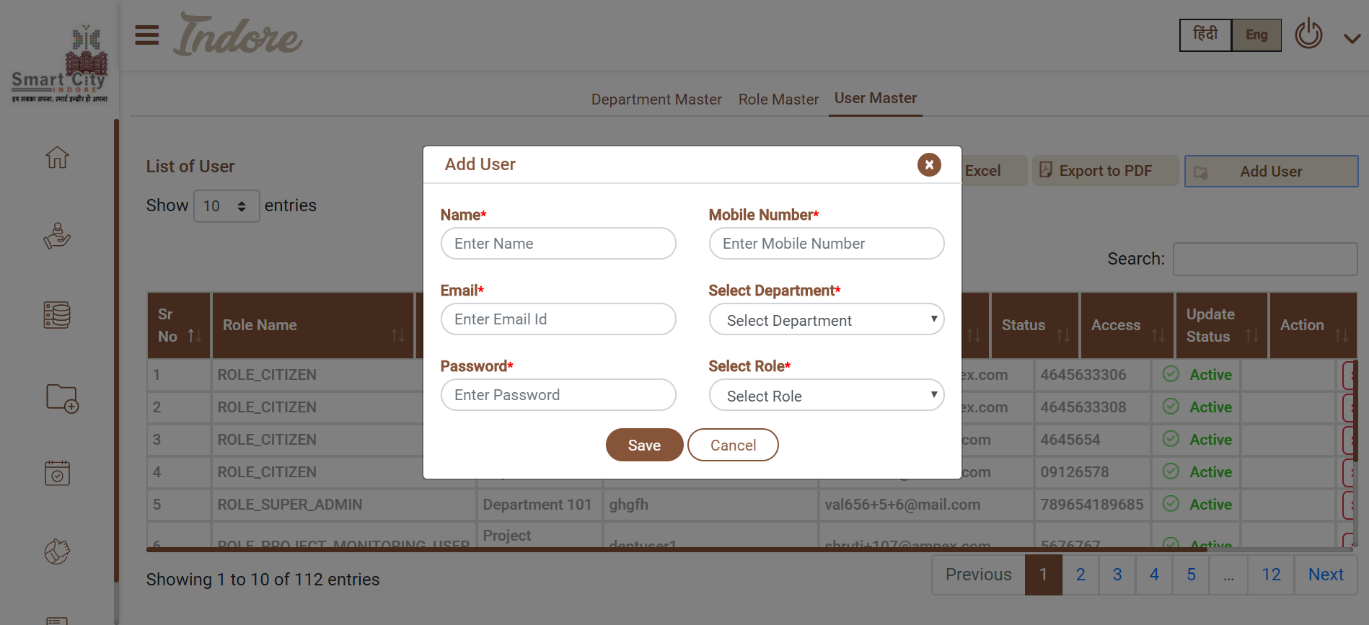 Smart City
INDORE
हम सबका सपना, स्मार्ट इन्दौर हो अपना
Indore
हिंदी
Eng
Department Master
Role Master
User Master
List of User
Excel
Export to PDF
Add User
Show 10 entries
Search:
Add User
Name*
Mobile Number*
Enter Name
Enter Mobile Number
Email*
Select Department*
Enter Email Id
Select Department
Password*
Select Role*
Enter Password
Select Role
Save
Cancel
Sr No
Role Name
Status
Access
Update Status
Action
1 ROLE_CITIZEN ex.com 4645633306 Active
2 ROLE_CITIZEN ex.com 4645633308 Active
3 ROLE_CITIZEN com 4645654 Active
4 ROLE_CITIZEN com 09126578 Active
5 ROLE_SUPER_ADMIN Department 101 ghgfh val656+5+6@mail.com 789654189685 Active
6 ROLE_PROJECT_MONITORING_USER Project deptuser1 shruti+107@amnex.com 5676767 Active
Showing 1 to 10 of 112 entries
Previous 1 2 3 4 5 ... 12 Next